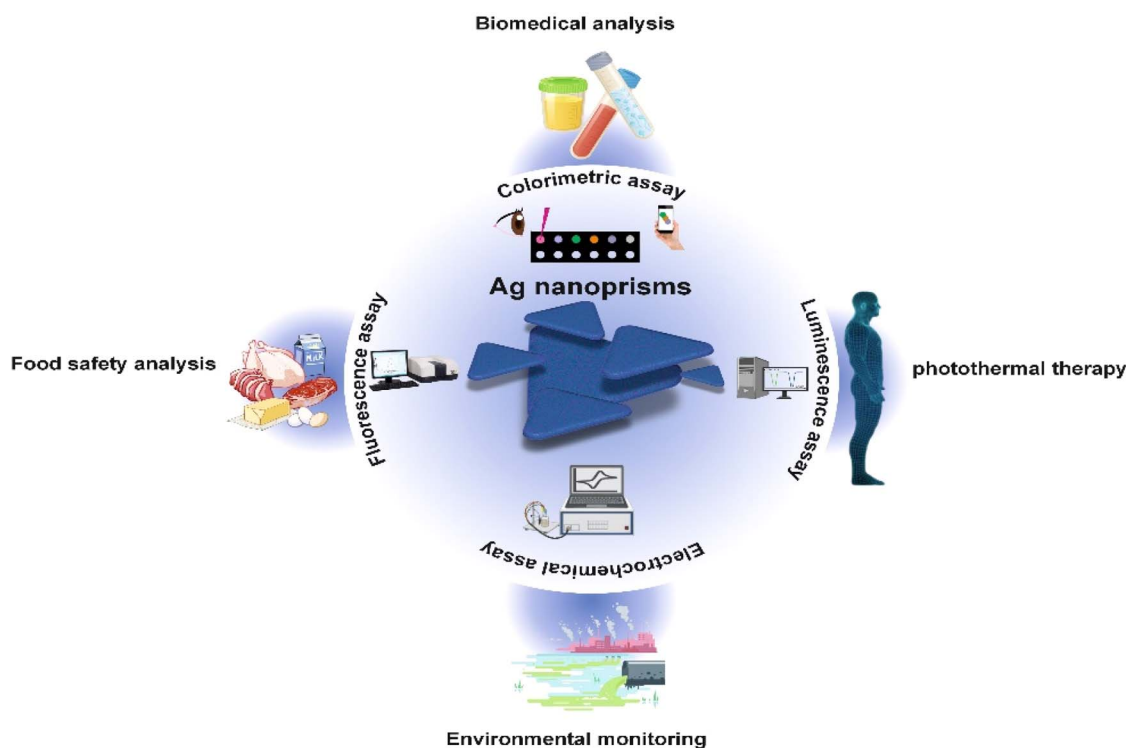 Biomedical analysis
Colorimetric assay
Ag nanoprisms
Fluorescence assay
Luminescence assay
Food safety analysis
MILK
photothermal therapy
Electrochemical assay
Environmental monitoring